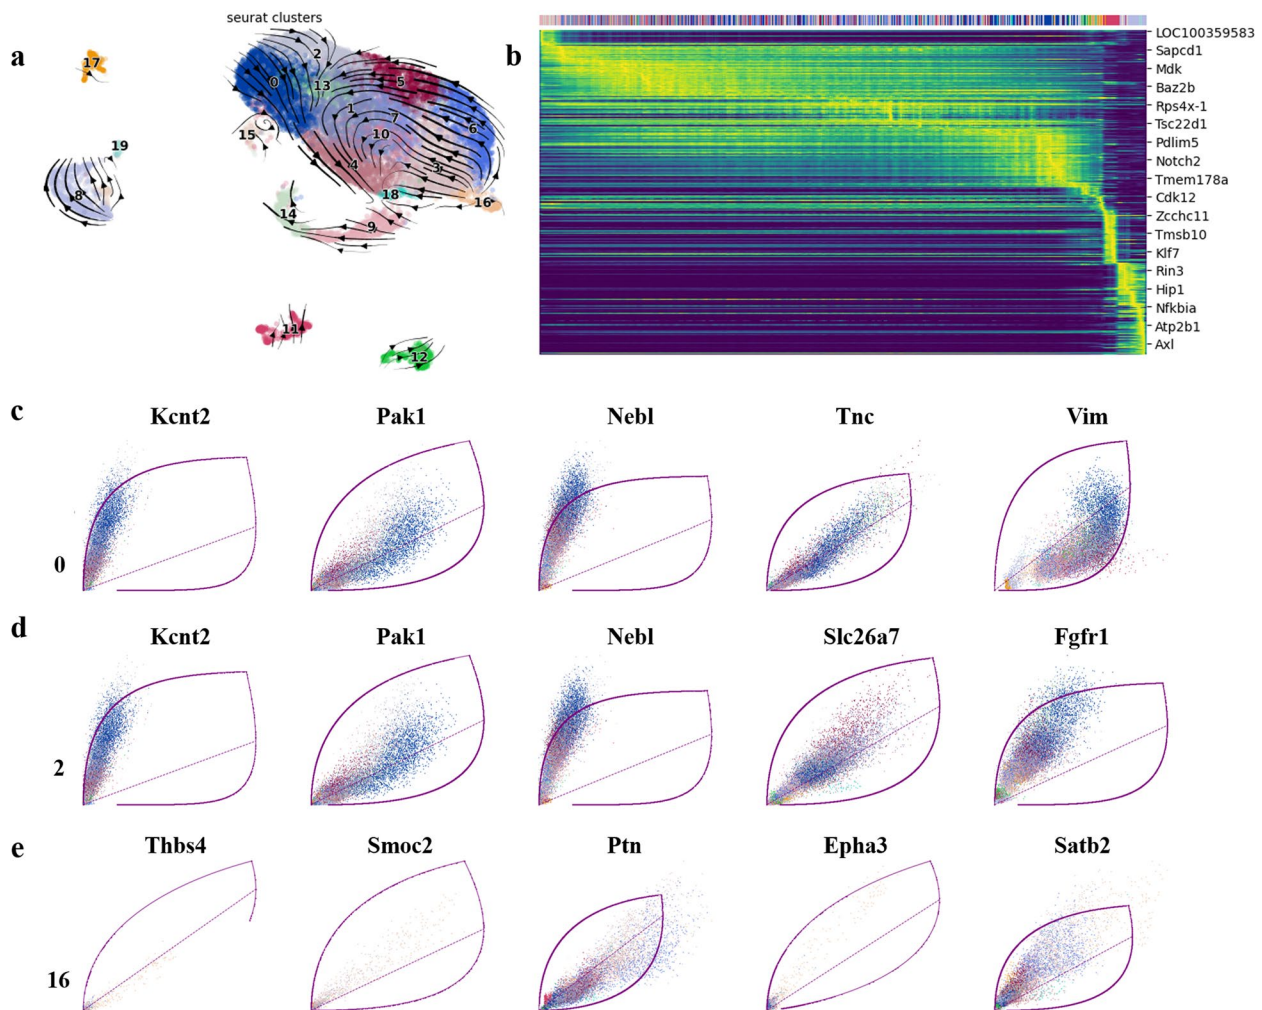 seurat clusters
a
17
2
0
5
13
1
7
6
10
15
4
3
19
8
18
16
14
9
11
12
b
LOC100359583
Sapcd1
Mdk
Baz2b
Rps4x-1
Tsc22d1
Pdlim5
Notch2
Tmem178a
Cdk12
Zcchc11
Tmsb10
Klf7
Rin3
Hip1
Nfkbia
Atp2b1
Axl
c
Kcnt2 Pak1 Nebl Tnc Vim
0
d
Kcnt2 Pak1 Nebl Slc26a7 Fgfr1
2
e
Thbs4 Smoc2 Ptn Epha3 Satb2
16